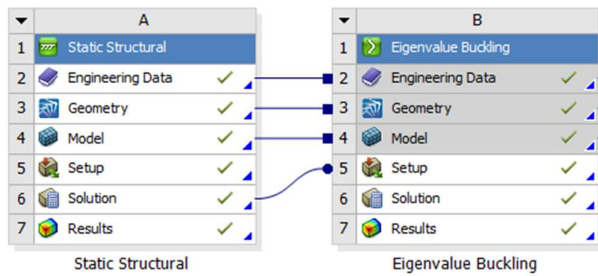 A
1 Static Structural
2 Engineering Data
3 Geometry
4 Model
5 Setup
6 Solution
7 Results
Static Structural
B
1 Eigenvalue Buckling
2 Engineering Data
3 Geometry
4 Model
5 Setup
6 Solution
7 Results
Eigenvalue Buckling